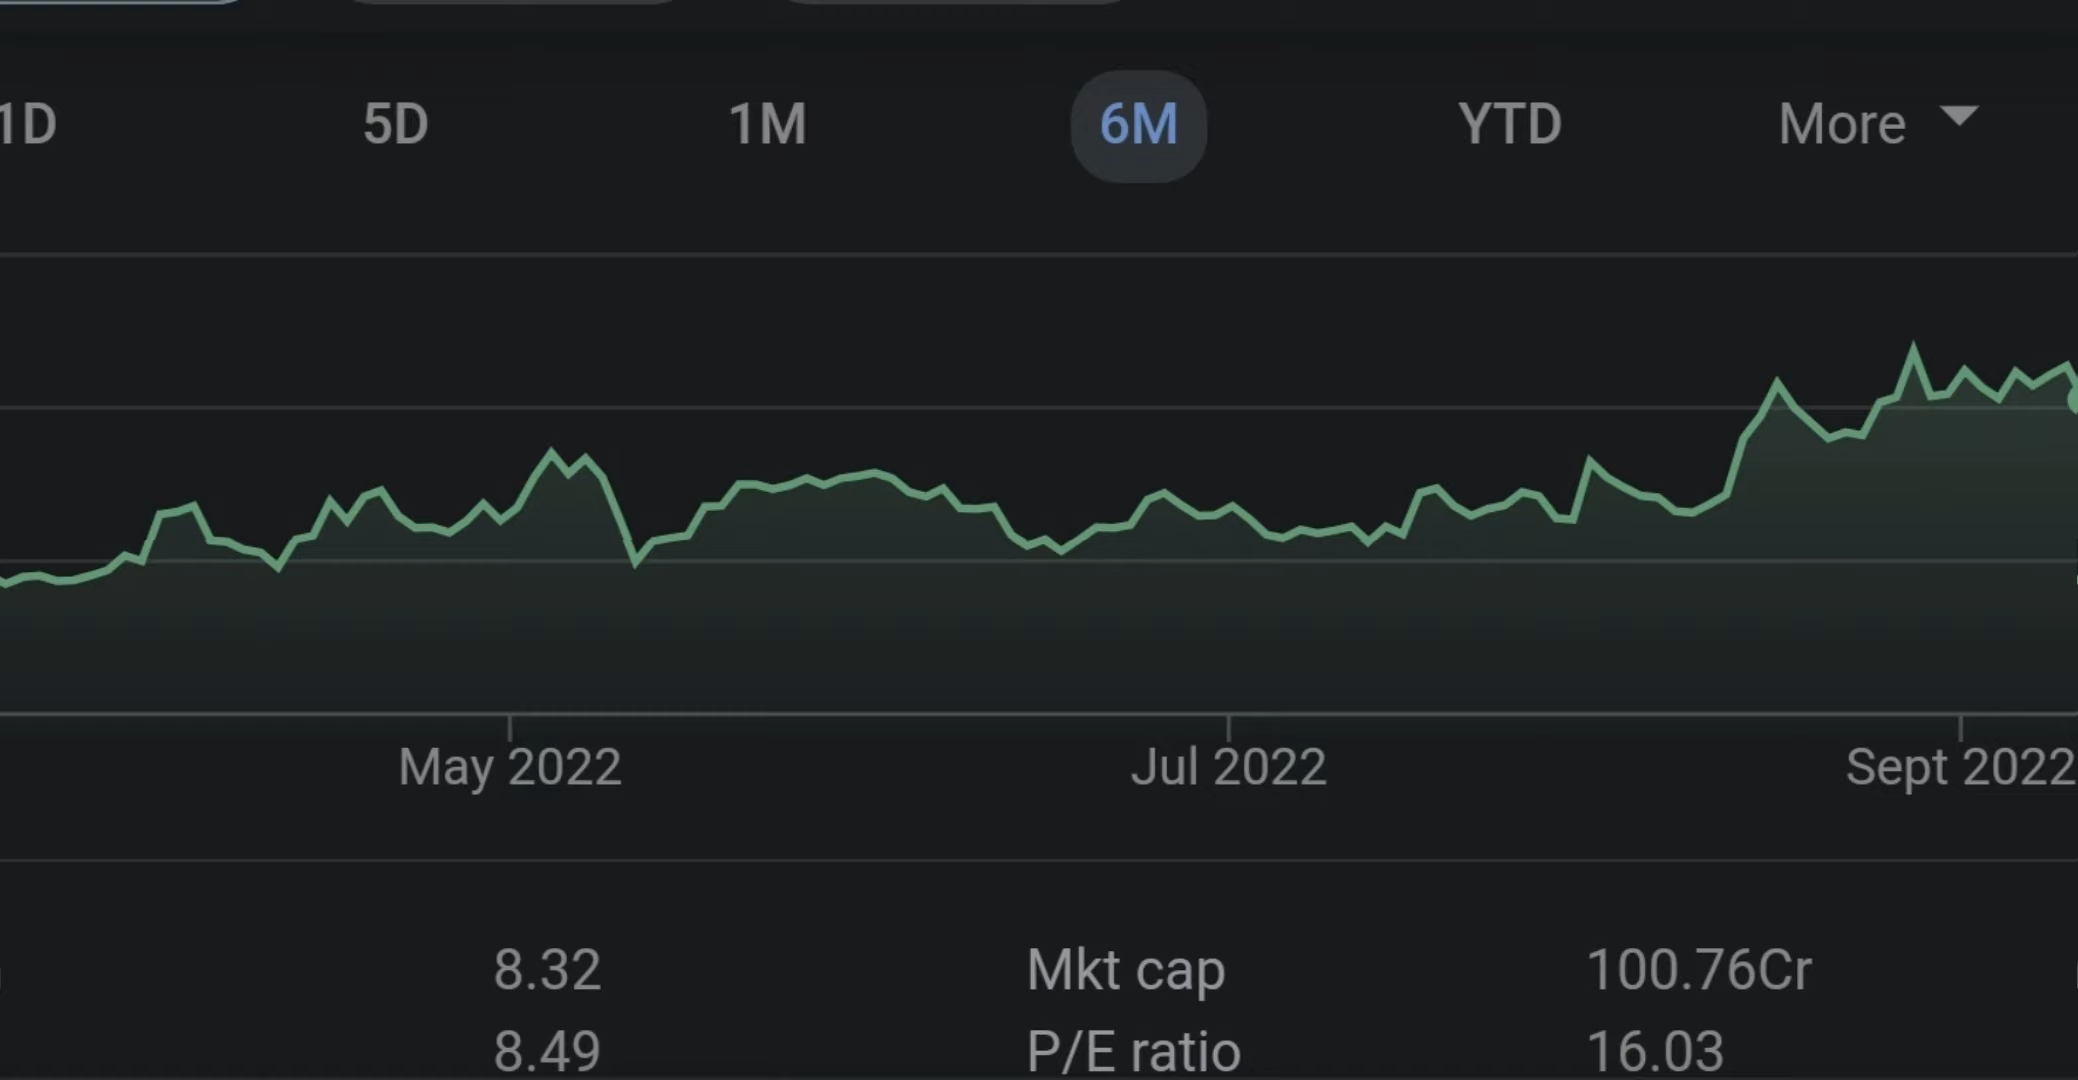 1D 5D 1M 6M YTD More
May 2022 Jul 2022 Sept 2022
8.32 Mkt cap 100.76Cr
8.49 P/E ratio 16.03